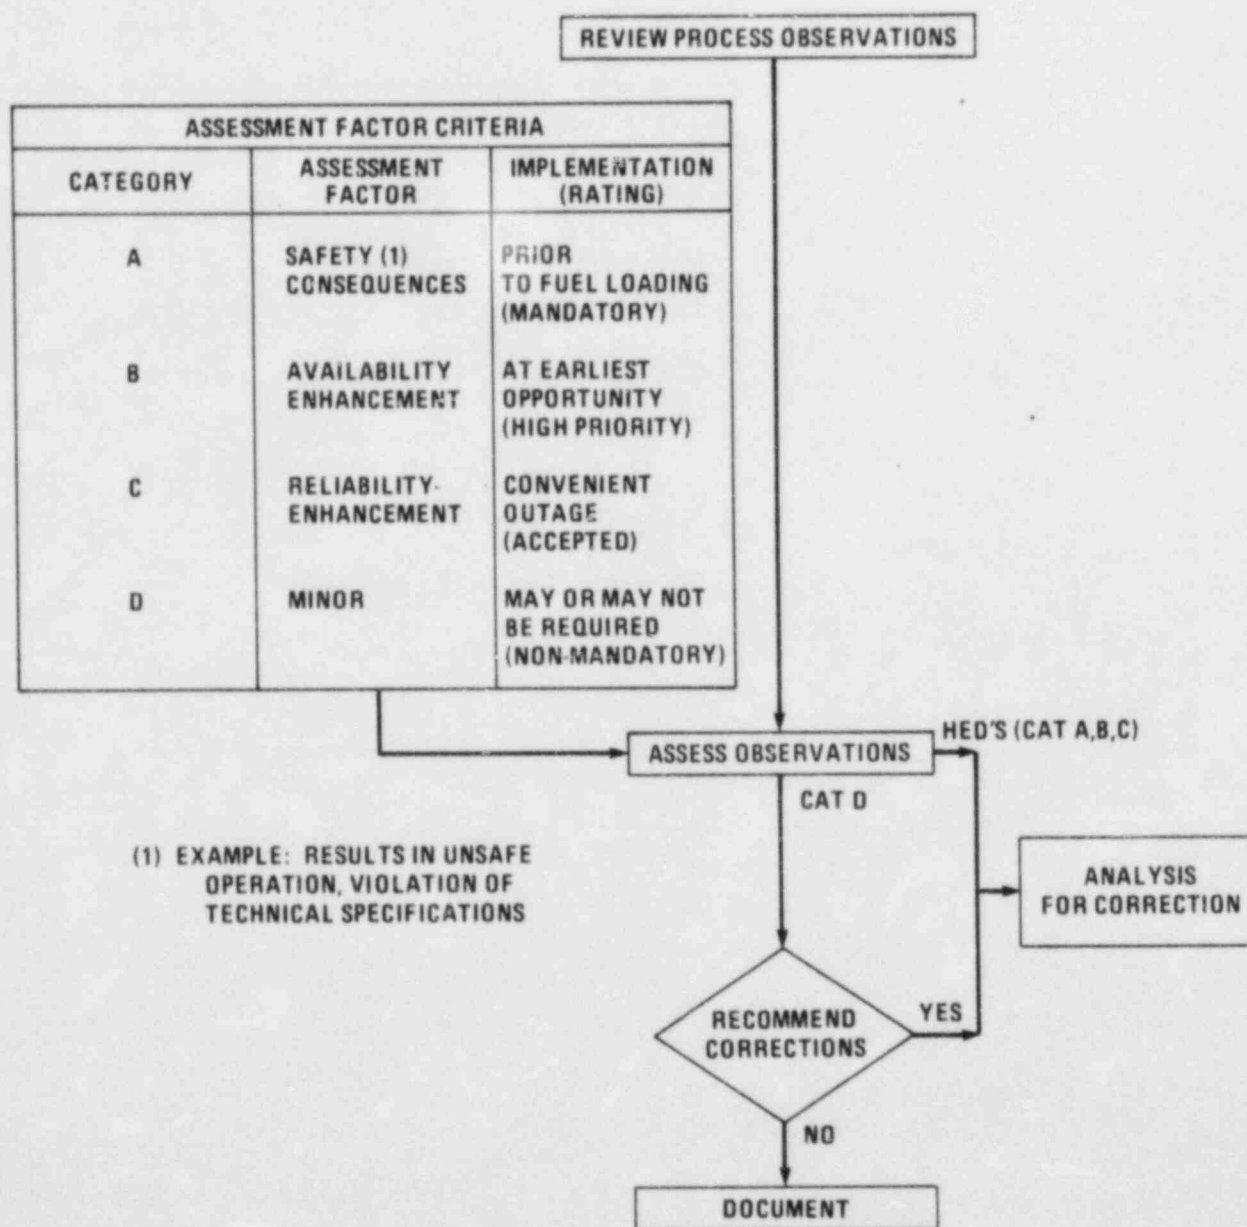 REVIEW PROCESS OBSERVATIONS
ASSESSMENT FACTOR CRITERIA
CATEGORY
ASSESSMENT
FACTOR
IMPLEMENTATION
(RATING)
A
SAFETY (1)
CONSEQUENCES
PRIOR
TO FUEL LOADING
(MANDATORY)
B
AVAILABILITY
ENHANCEMENT
AT EARLIEST
OPPORTUNITY
(HIGH PRIORITY)
C
RELIABILITY-
ENHANCEMENT
CONVENIENT
OUTAGE
(ACCEPTED)
D
MINOR
MAY OR MAY NOT
BE REQUIRED
(NON-MANDATORY)
ASSESS OBSERVATIONS
HED'S (CAT A,B,C)
CAT D
(1) EXAMPLE: RESULTS IN UNSAFE
OPERATION, VIOLATION OF
TECHNICAL SPECIFICATIONS
ANALYSIS
FOR CORRECTION
RECOMMEND
CORRECTIONS
YES
NO
DOCUMENT